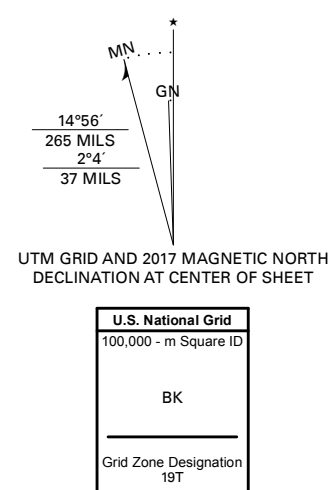 ★
MN
GN
14°56´
265 MILS
2°4´
37 MILS
UTM GRID AND 2017 MAGNETIC NORTH
DECLINATION AT CENTER OF SHEET
U.S. National Grid
100,000 - m Square ID
BK
Grid Zone Designation
19T